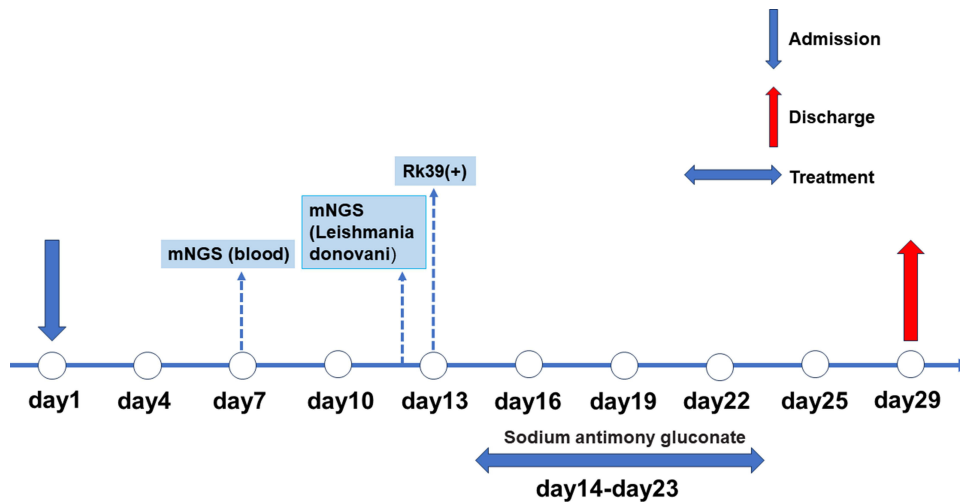 Admission
Discharge
Treatment
Rk39(+)
mNGS
(Leishmania
donovani)
mNGS (blood)
day1 day4 day7 day10 day13 day16 day19 day22 day25 day29
Sodium antimony gluconate
day14-day23